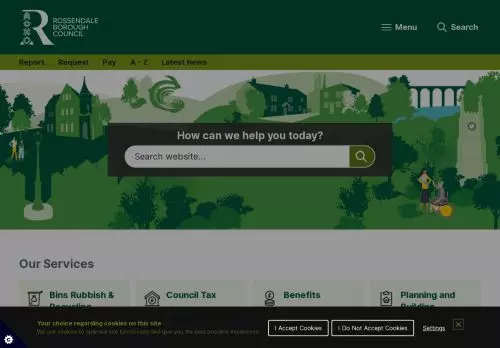 ROSSENDALE
BOROUGH
COUNCIL
Menu
Search
Report
Request
Pay
A - Z
Latest News
How can we help you today?
Search website...
Our Services
Bins Rubbish &
Recycling
Council Tax
Benefits
Planning and
Building
Your choice regarding cookies on this site
We use cookies to optimise site functionality and give you the best possible experience.
I Accept Cookies
I Do Not Accept Cookies
Settings